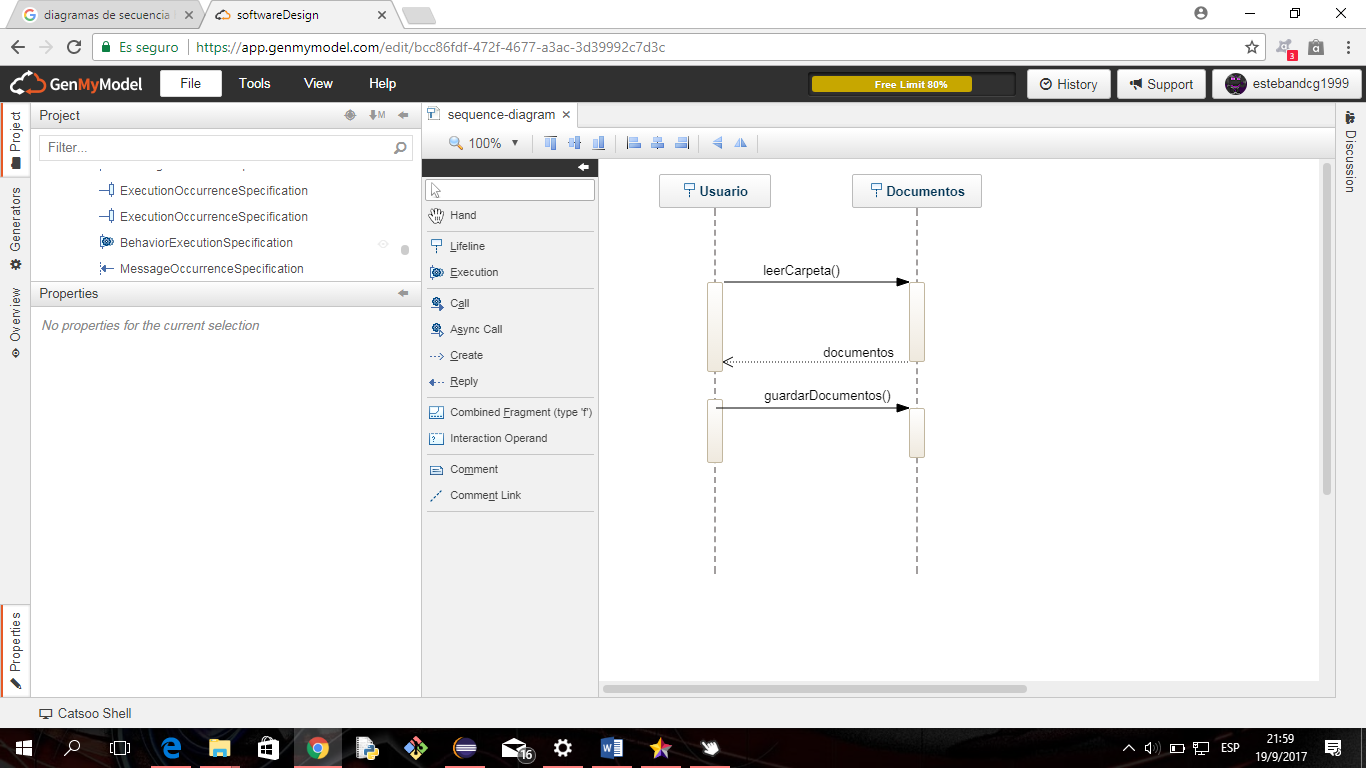 diagramas de secuencia
softwareDesign
Es seguro
https://app.genmymodel.com/edit/bcc86fdf-472f-4677-a3ac-3d39992c7d3c
3
GenMyModel
File
Tools
View
Help
Free Limit 80%
History
Support
estebandcg1999
Project
Generators
Overview
Properties
Project
M
Filter...
ExecutionOccurrenceSpecification
ExecutionOccurrenceSpecification
BehaviorExecutionSpecification
MessageOccurrenceSpecification
Properties
No properties for the current selection
sequence-diagram
100%
Hand
Lifeline
Execution
Call
Async Call
Create
Reply
Combined Fragment (type 'f')
Interaction Operand
Comment
Comment Link
Usuario
Documentos
leerCarpeta()
documentos
guardarDocumentos()
Discussion
Catsoo Shell
16
ESP
21:59
19/9/2017